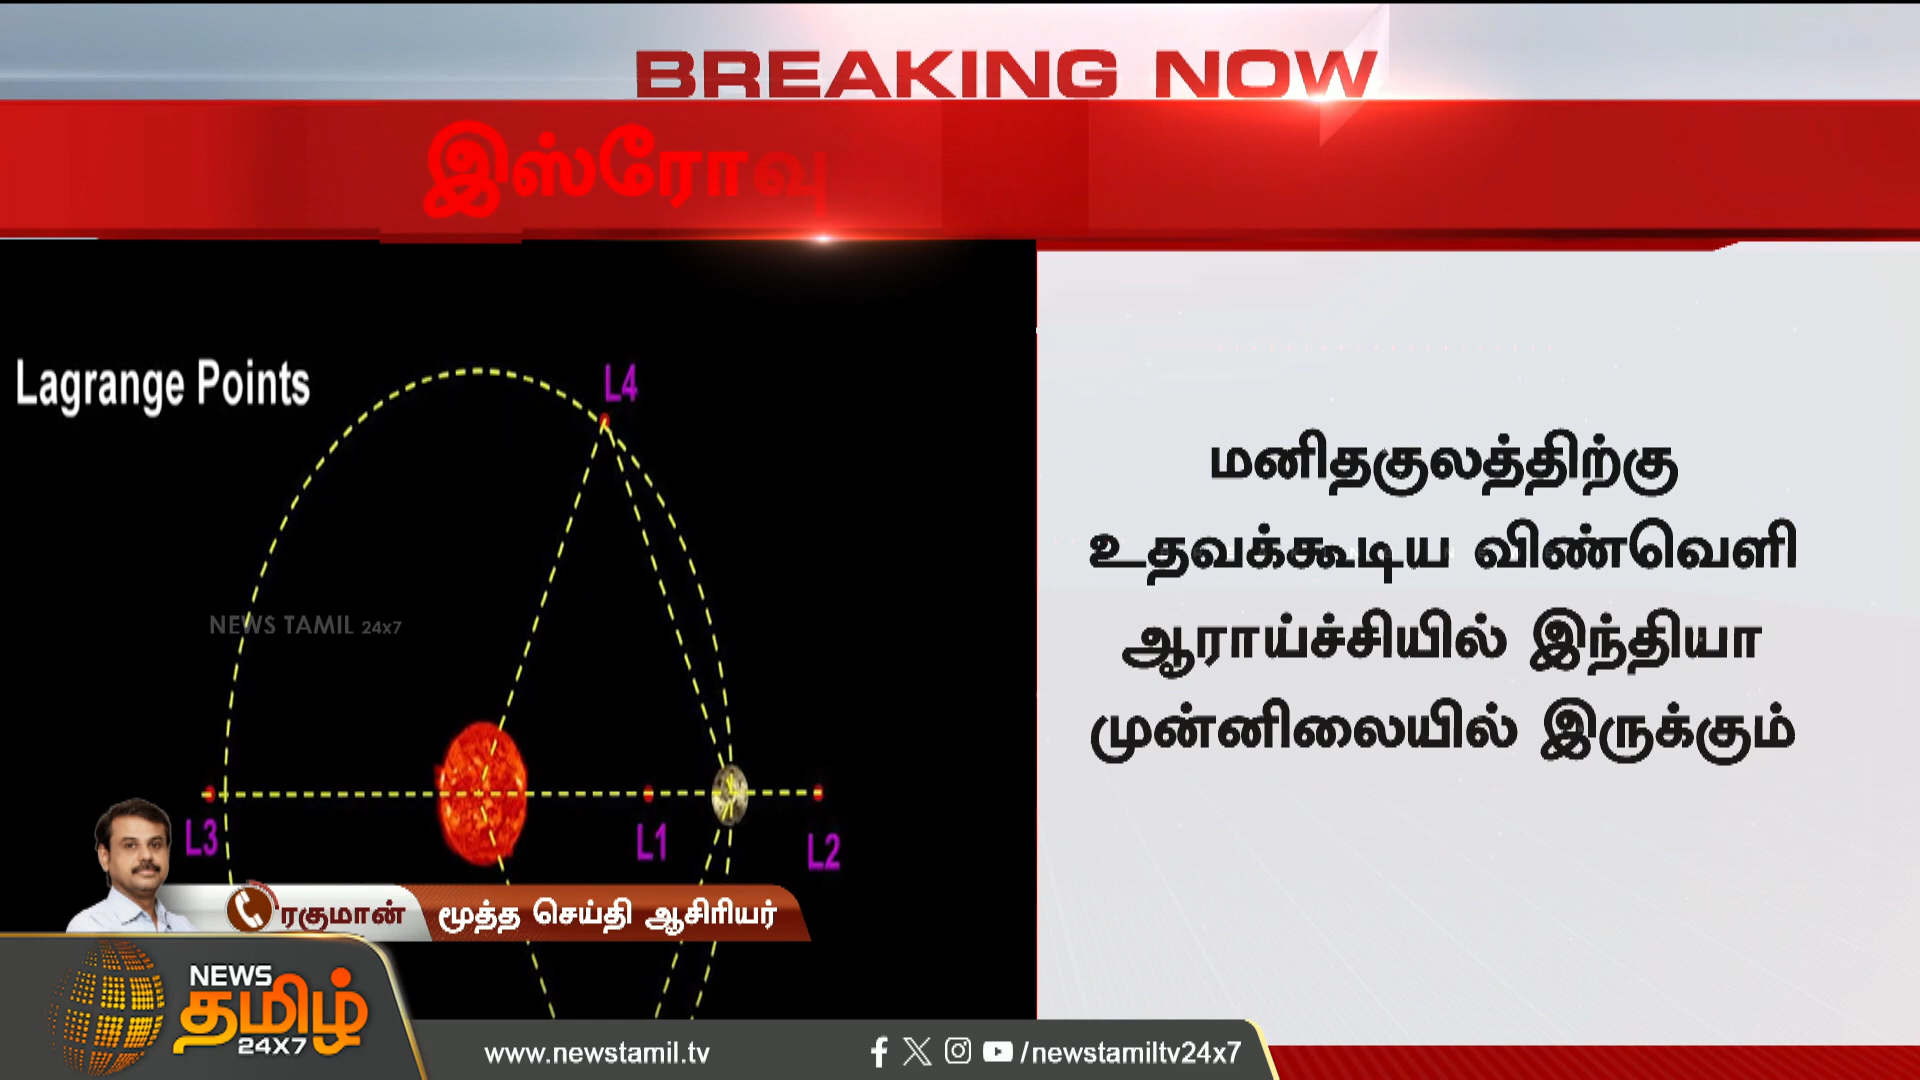 BREAKING NOW
இஸ்ரோவு
Lagrange Points
L4
NEWS TAMIL 24x7
L3
L1
L2
மனிதகுலத்திற்கு
உதவக்கூடிய விண்வெளி
ஆராய்ச்சியில் இந்தியா
முன்னிலையில் இருக்கும்
ரகுமான்
மூத்த செய்தி ஆசிரியர்
NEWS
தமிழ்
24X7
www.newstamil.tv
/newstamiltv24x7